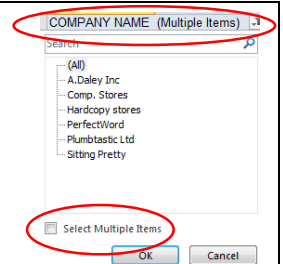 COMPANY NAME (Multiple Items)
Search
(All)
A.Daley Inc
Comp. Stores
Hardcopy stores
PerfectWord
Plumbtastic Ltd
Sitting Pretty
Select Multiple Items
OK Cancel